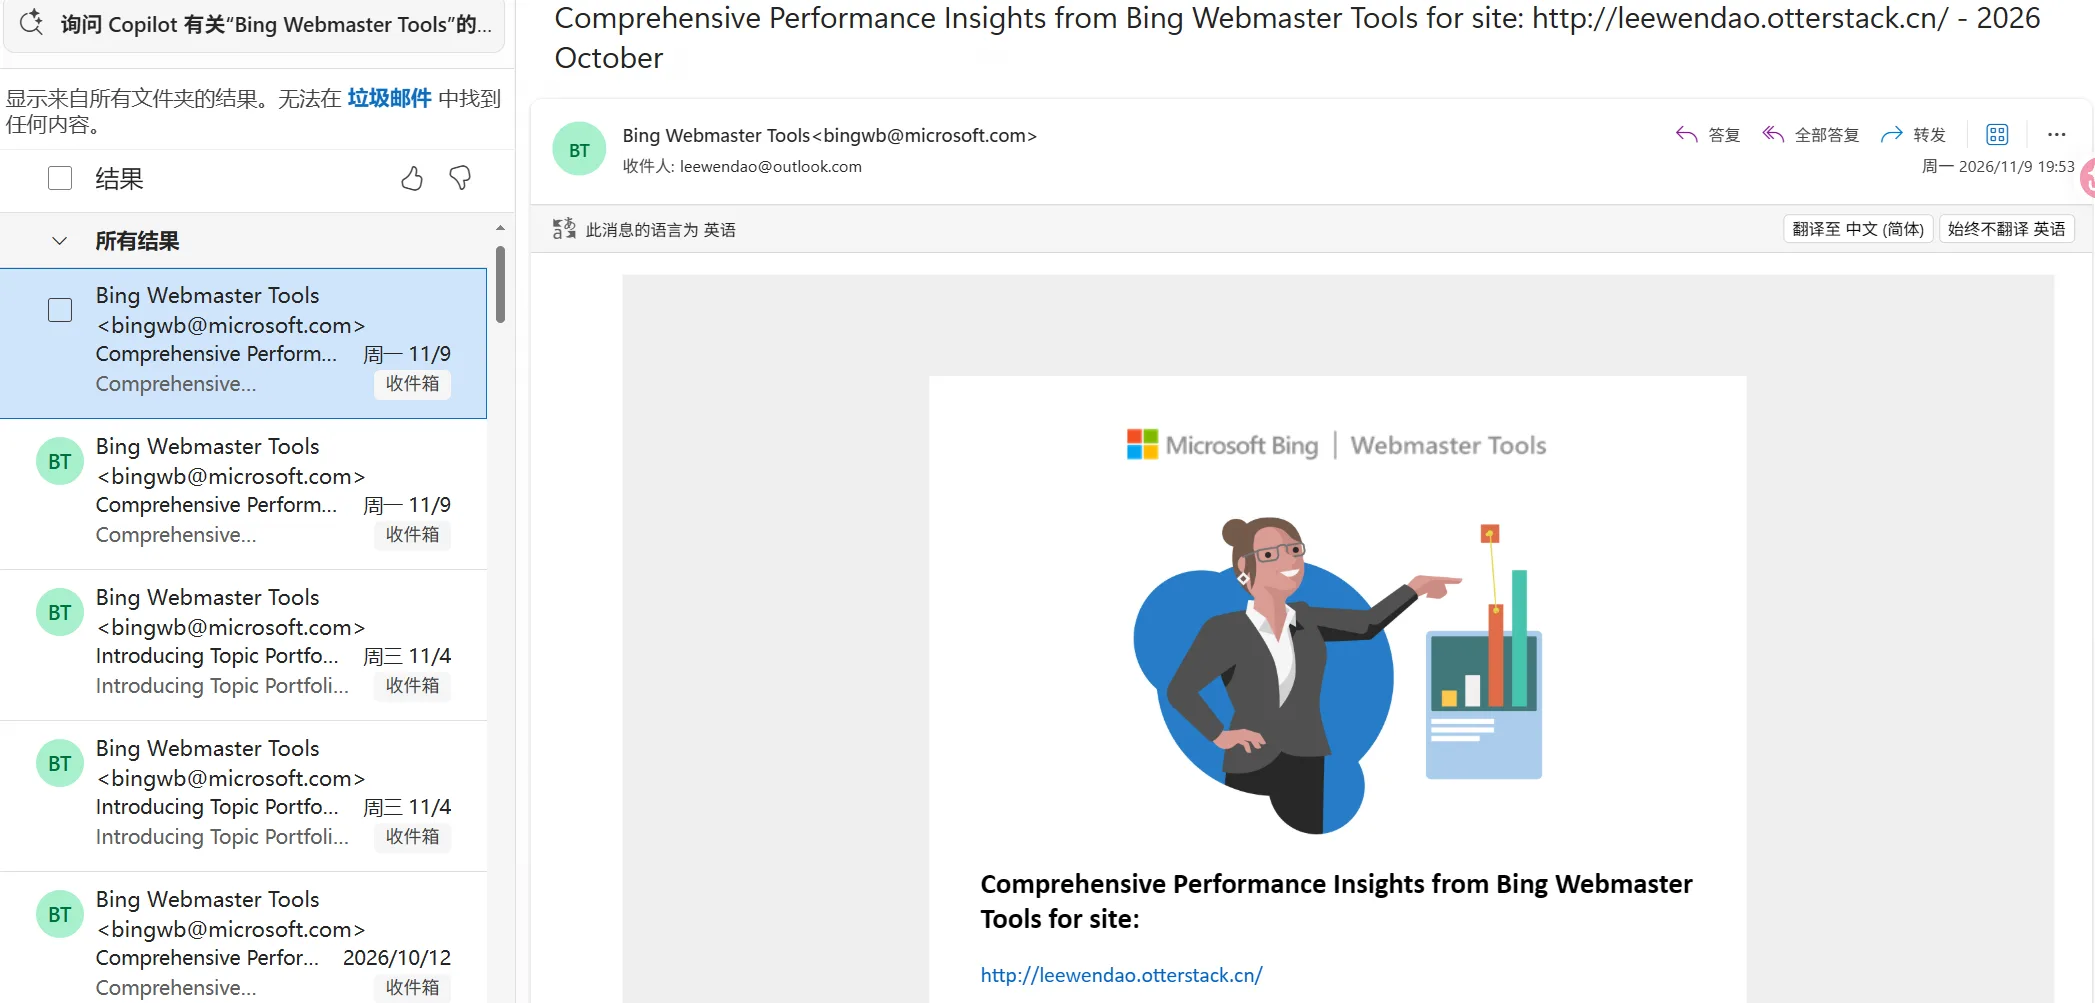 询问 Copilot 有关“Bing Webmaster Tools”的...
显示来自所有文件夹的结果。无法在 垃圾邮件 中找到
任何内容。
结果
所有结果
Bing Webmaster Tools
<bingwb@microsoft.com>
Comprehensive Perform... 周一 11/9
Comprehensive... 收件箱
BT
Bing Webmaster Tools
<bingwb@microsoft.com>
Comprehensive Perform... 周一 11/9
Comprehensive... 收件箱
BT
Bing Webmaster Tools
<bingwb@microsoft.com>
Introducing Topic Portfo... 周三 11/4
Introducing Topic Portfoli... 收件箱
BT
Bing Webmaster Tools
<bingwb@microsoft.com>
Introducing Topic Portfo... 周三 11/4
Introducing Topic Portfoli... 收件箱
BT
Bing Webmaster Tools
<bingwb@microsoft.com>
Comprehensive Perfor... 2026/10/12
Comprehensive... 收件箱
Comprehensive Performance Insights from Bing Webmaster Tools for site: http://leewendao.otterstack.cn/ - 2026
October
BT
Bing Webmaster Tools<bingwb@microsoft.com>
收件人: leewendao@outlook.com
答复 全部答复 转发
周一 2026/11/9 19:53
此消息的语言为 英语
翻译至 中文 (简体) 始终不翻译 英语
Microsoft Bing | Webmaster Tools
Comprehensive Performance Insights from Bing Webmaster
Tools for site:
http://leewendao.otterstack.cn/